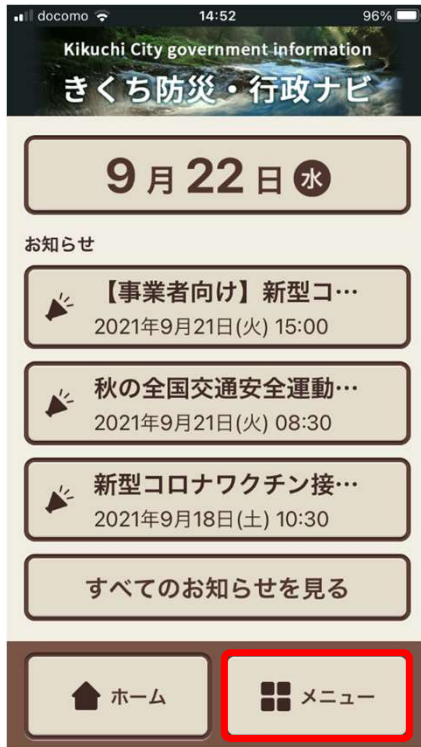 docomo 14:52 96%
Kikuchi City government information
きくち防災・行政ナビ
9月22日 水
お知らせ
【事業者向け】新型コ…
2021年9月21日(火) 15:00
秋の全国交通安全運動…
2021年9月21日(火) 08:30
新型コロナワクチン接…
2021年9月18日(土) 10:30
すべてのお知らせを見る
ホーム メニュー